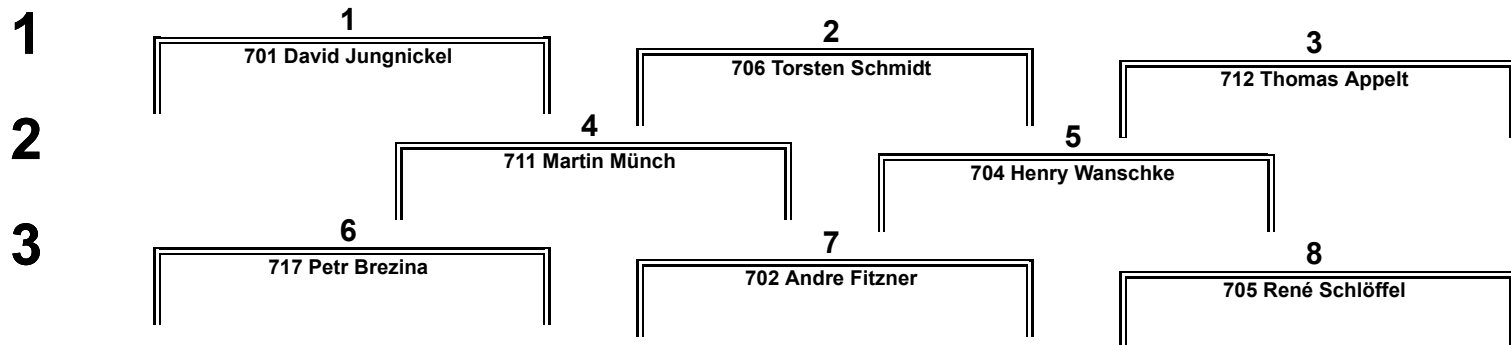 1
1
701 David Jungnickel
2
706 Torsten Schmidt
3
712 Thomas Appelt
2
4
711 Martin Münch
5
704 Henry Wanschke
3
6
717 Petr Brezina
7
702 Andre Fitzner
8
705 René Schlöffel